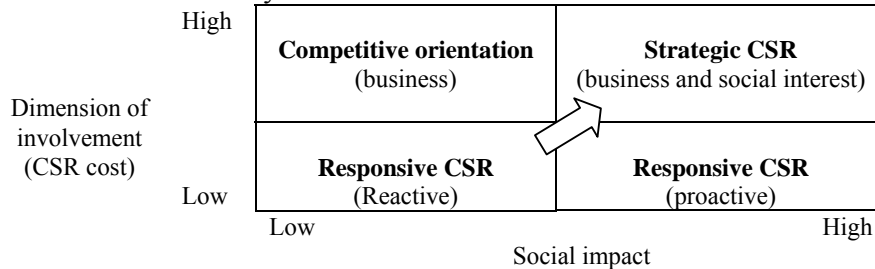 High
Competitive orientation
(business)
Strategic CSR
(business and social interest)
Dimension of
involvement
(CSR cost)
Responsive CSR
(Reactive)
Responsive CSR
(proactive)
Low
Low
High
Social impact